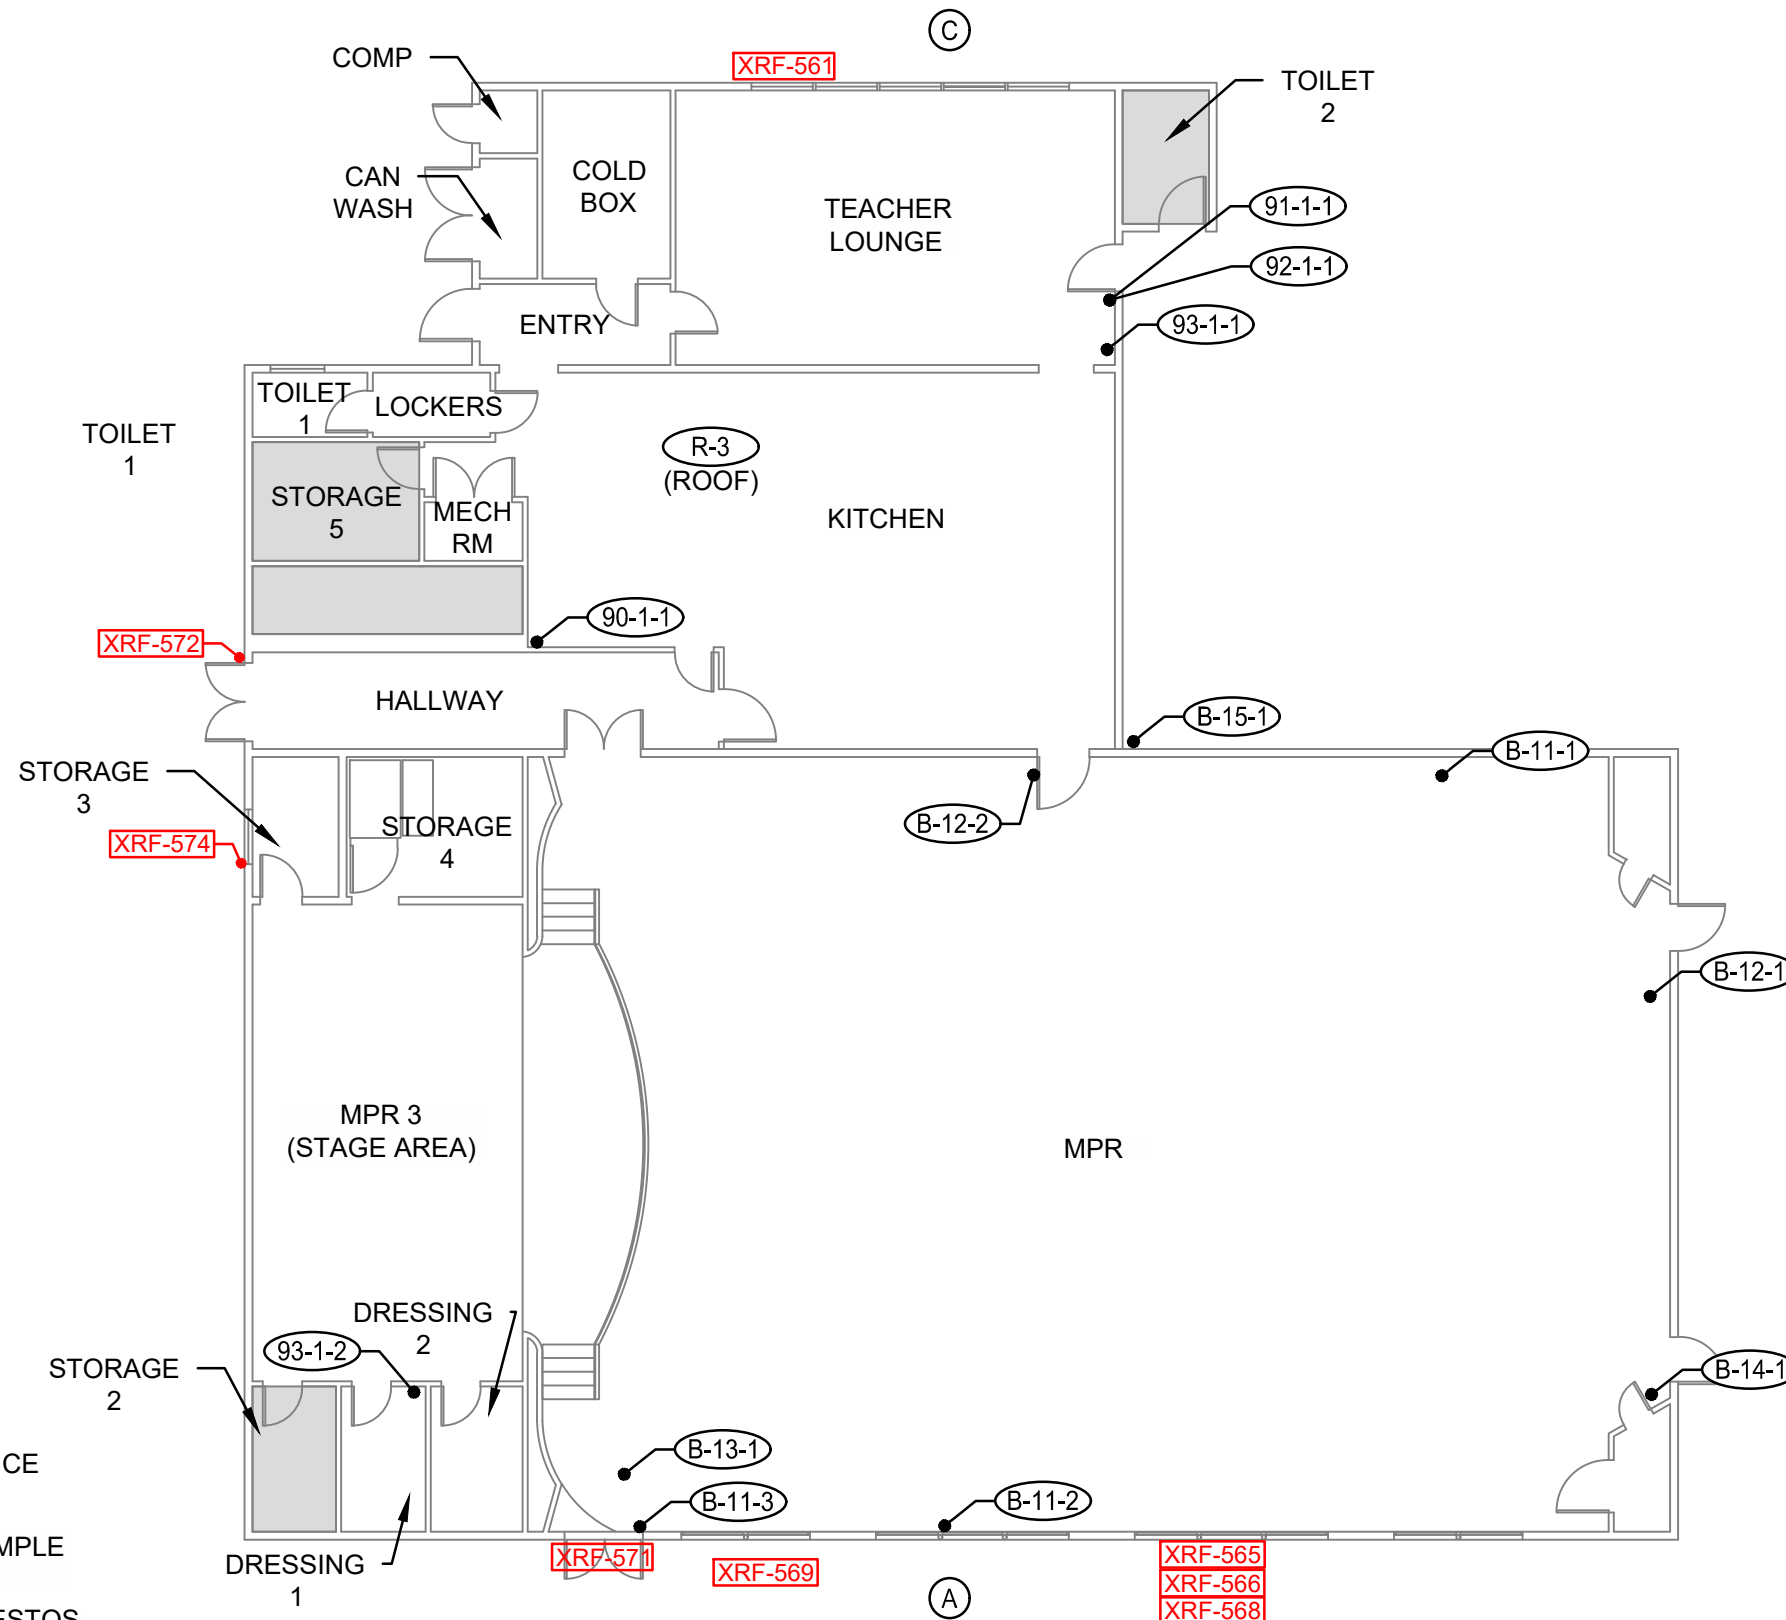 C
COMP
XRF-561
TOILET
2
CAN
WASH
COLD
BOX
TEACHER
LOUNGE
91-1-1
92-1-1
ENTRY
93-1-1
TOILET
1
LOCKERS
TOILET
1
R-3
(ROOF)
STORAGE
5
MECH
RM
KITCHEN
90-1-1
XRF-572
HALLWAY
B-15-1
B-11-1
STORAGE
3
B-12-2
STORAGE
4
XRF-574
B-12-1
MPR 3
(STAGE AREA)
MPR
DRESSING
2
93-1-2
STORAGE
2
B-14-1
B-13-1
CE
B-11-3
B-11-2
MPLE
XRF-571
XRF-565
DRESSING
1
XRF-569
XRF-566
A
XRF-568
ESTOS